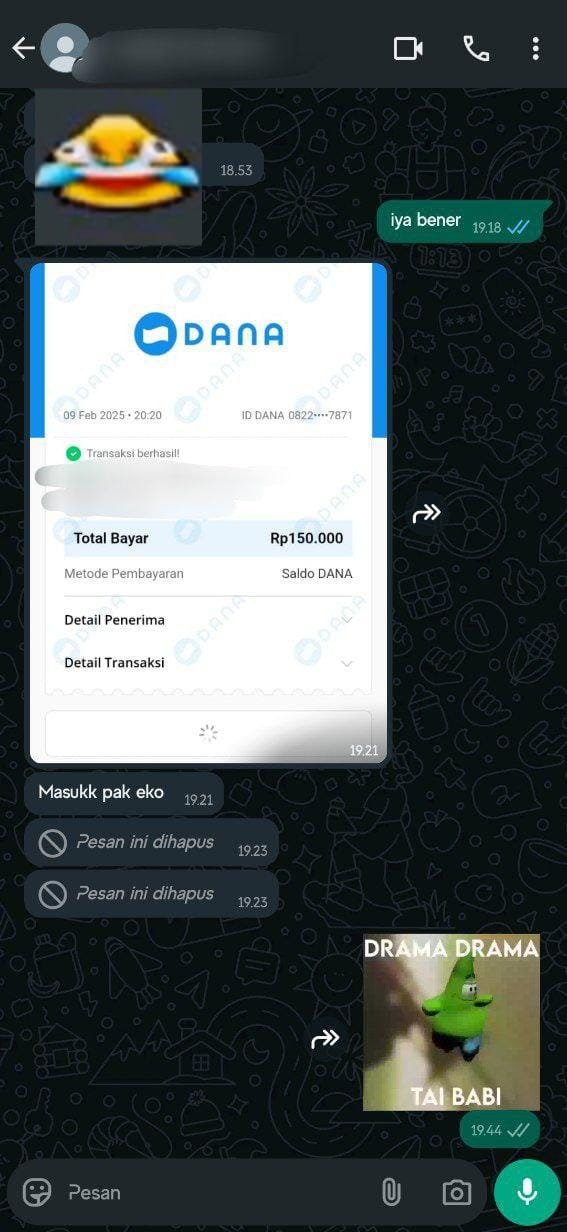 18.53
iya bener 19.18
DANA
09 Feb 2025 • 20:20 ID DANA 0822••••7871
Transaksi berhasil!
Total Bayar Rp150.000
Metode Pembayaran Saldo DANA
Detail Penerima
Detail Transaksi
19.21
Masukk pak eko 19.21
Pesan ini dihapus 19.23
Pesan ini dihapus 19.23
DRAMA DRAMA
TAI BABI
19.44
Pesan